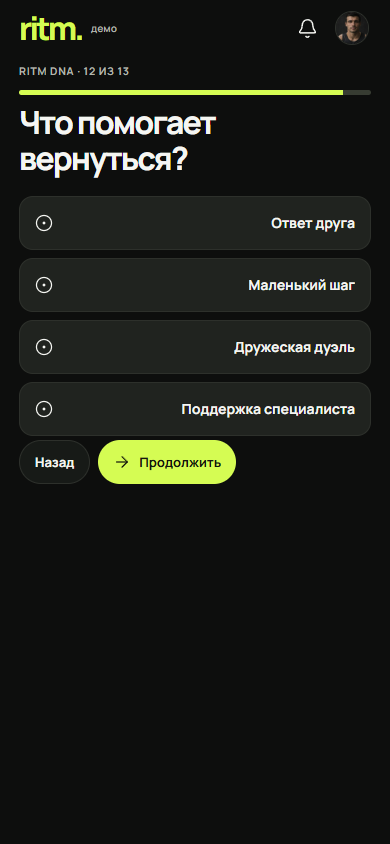 ritm. демо
RITM DNA · 12 ИЗ 13
Что помогает
вернуться?
Ответ друга
Маленький шаг
Дружеская дуэль
Поддержка специалиста
Назад
Продолжить